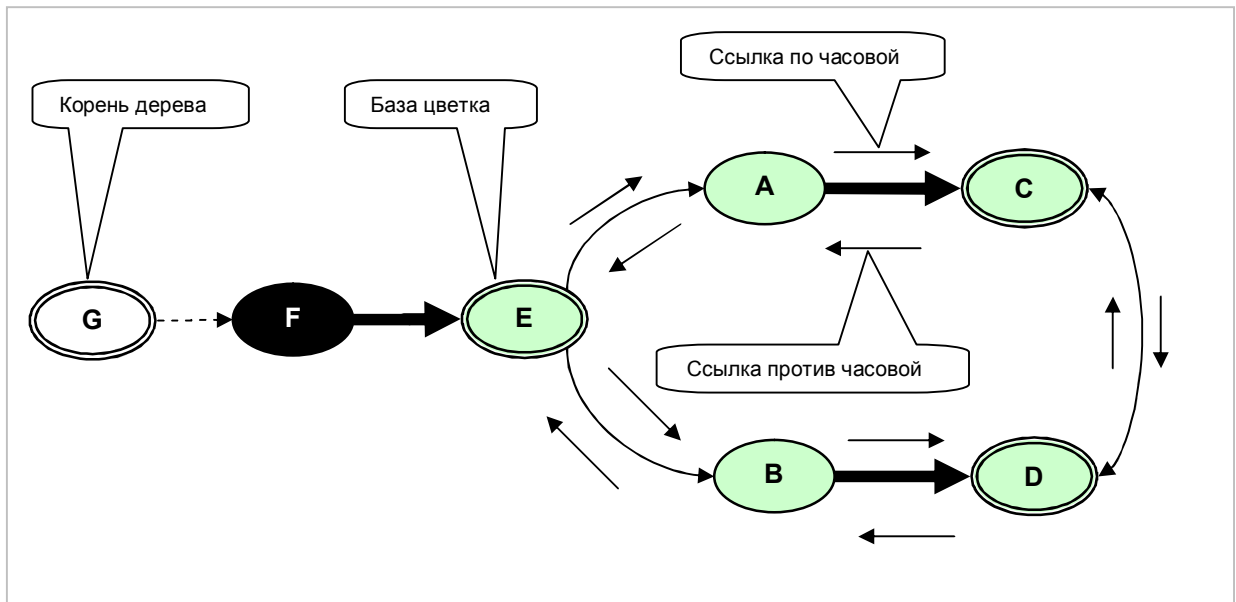 Ссылка по часовой
Корень дерева
База цветка
A
C
G
F
E
Ссылка против часовой
B
D